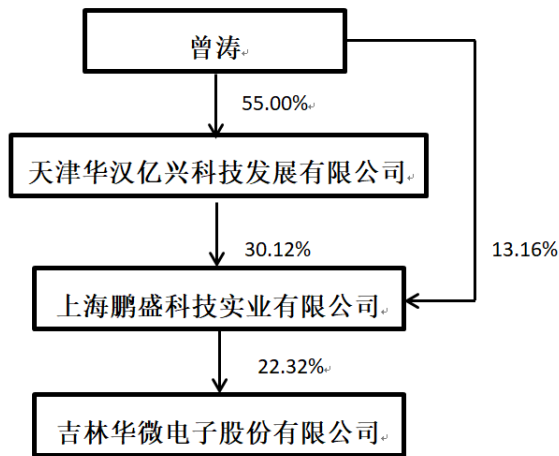 曾涛
55.00%
天津华汉亿兴科技发展有限公司
30.12%
13.16%
上海鹏盛科技实业有限公司
22.32%
吉林华微电子股份有限公司